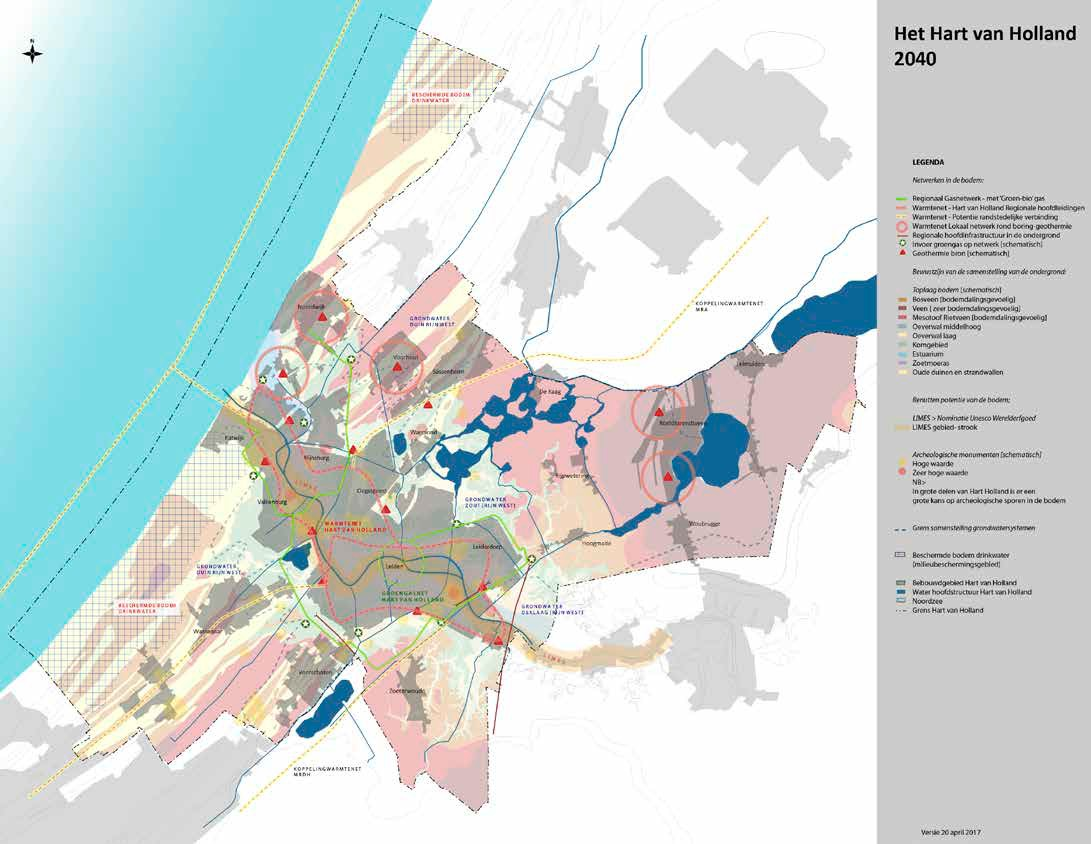 Het Hart van Holland
2040
LEGENDA
Netwerken in de bodem:
Regionaal Gasnetwerk - met 'Groen-bio' gas
Warmtenet - Hart van Holland Regionale hoofdleidingen
Warmtenet - Potentie randstedelijke verbinding
Warmtenet Lokaal netwerk rond boring-geothermie
Regionale hoofdinfrastructuur in de ondergrond
Invoer groengas op netwerk [schematisch]
Geothermie bron [schematisch]
Bewustzijn van de samenstelling van de ondergrond:
Toplaag bodem [schematisch]
Bosveen [bodemdalingsgevoelig]
Veen [ zeer bodemdalingsgevoelig]
Mesotroof Rietveen [bodemdalingsgevoelig]
Oeverwal middelhoog
Oeverwal laag
Komgebied
Estuarium
Zoetmoeras
Oude duinen en strandwallen
Benutten potentie van de bodem;
LIMES > Nominatie Unesco Werelderfgoed
LIMES gebied- strook
Archeologische monumenten [schematisch]
Hoge waarde
Zeer hoge waarde
NB>
In grote delen van Hart Holland is er een
grote kans op archeologische sporen in de bodem
Grens samenstelling grondwatersystemen
Beschermde bodem drinkwater
(milieubeschermingsgebied)
Bebouwdgebied Hart van Holland
Water hoofdstructuur Hart van Holland
Noordzee
Grens Hart van Holland
Versie 20 april 2017
N
BESCHERMDE BODEM
DRINKWATER
KOPPELINGWARMTENET
MRA
Noordwijk
GRONDWATER
DUIN RIJNWEST
Voorhout
Sassenheim
Leimuiden
De Kaag
Roelofarendsveen
Warmond
Katwijk
Rijnsburg
Rijpwetering
LIMES
Oegstgeest
Valkenburg
GRONDWATER
ZOUT [RIJNWEST]
WARMTENET
HART VAN HOLLAND
Woubrugge
Hoogmade
Leiderdorp
GRONDWATER
DUIN RIJNWEST
Leiden
GROENGASNET
HART VAN HOLLAND
BESCHERMDE BODEM
DRINKWATER
GRONDWATER
DEKLAAG [RIJNWEST]
Wassenaar
LIMES
Voorschoten
Zoeterwoude
KOPPELINGWARMTENET
MRDH